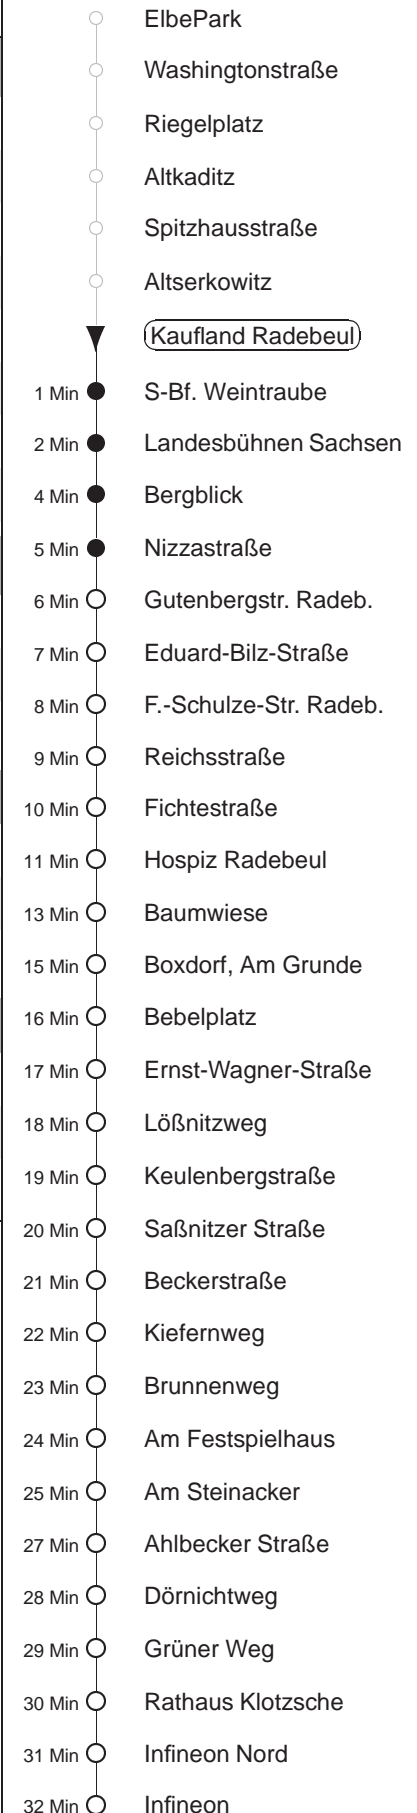 ElbePark
Washingtonstraße
Riegelplatz
Altkaditz
Spitzhausstraße
Altserkowitz
Kaufland Radebeul
1 Min S-Bf. Weintraube
2 Min Landesbühnen Sachsen
4 Min Bergblick
5 Min Nizzastraße
6 Min Gutenbergstr. Radeb.
7 Min Eduard-Bilz-Straße
8 Min F.-Schulze-Str. Radeb.
9 Min Reichsstraße
10 Min Fichtestraße
11 Min Hospiz Radebeul
13 Min Baumwiese
15 Min Boxdorf, Am Grunde
16 Min Bebelplatz
17 Min Ernst-Wagner-Straße
18 Min Lößnitzweg
19 Min Keulenbergstraße
20 Min Saßnitzer Straße
21 Min Beckerstraße
22 Min Kiefernweg
23 Min Brunnenweg
24 Min Am Festspielhaus
25 Min Am Steinacker
27 Min Ahlbecker Straße
28 Min Dörnichtweg
29 Min Grüner Weg
30 Min Rathaus Klotzsche
31 Min Infineon Nord
32 Min Infineon